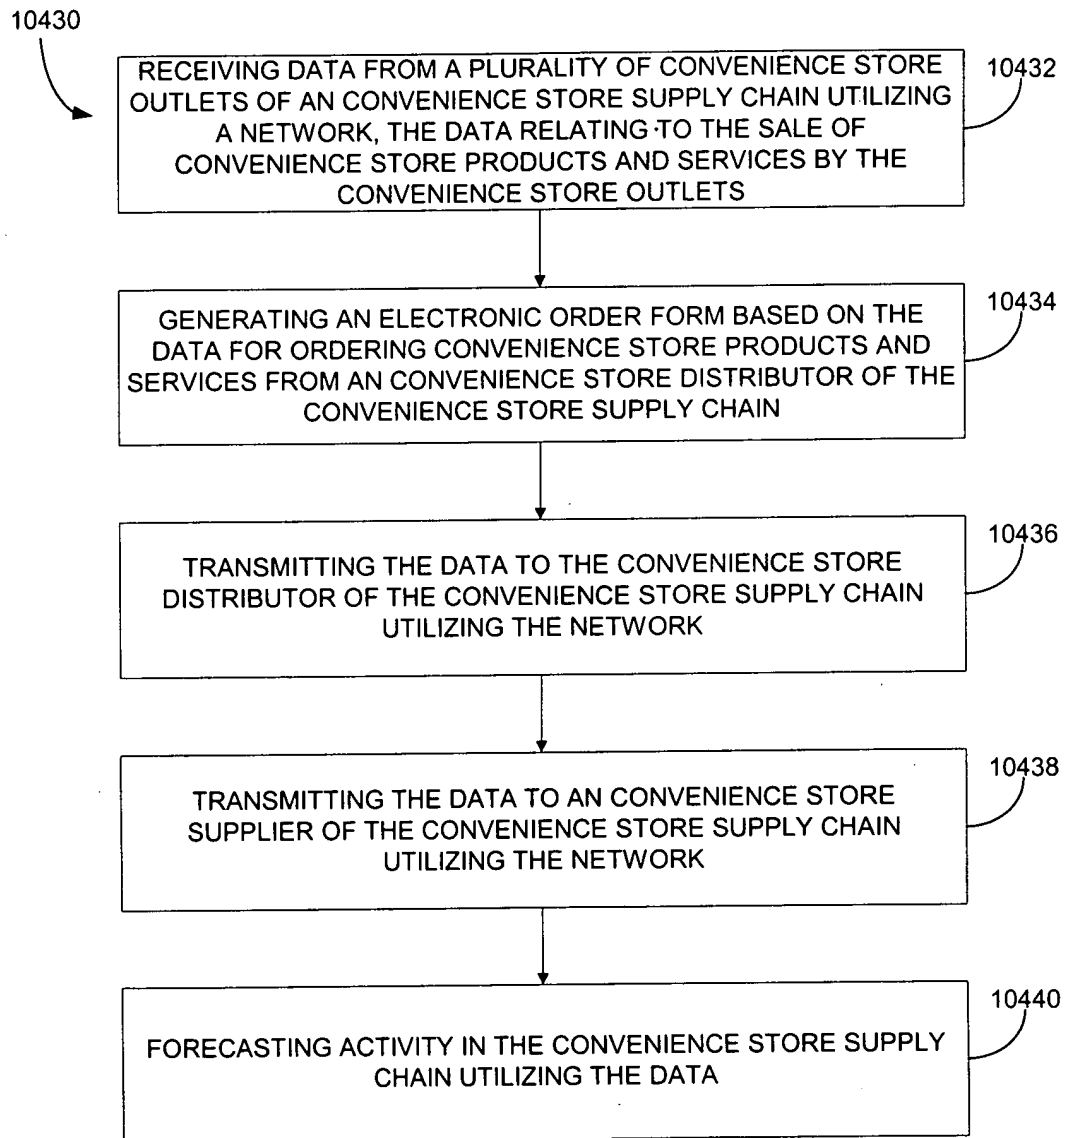 10430
RECEIVING DATA FROM A PLURALITY OF CONVENIENCE STORE
OUTLETS OF AN CONVENIENCE STORE SUPPLY CHAIN UTILIZING
A NETWORK, THE DATA RELATING TO THE SALE OF
CONVENIENCE STORE PRODUCTS AND SERVICES BY THE
CONVENIENCE STORE OUTLETS
10432
GENERATING AN ELECTRONIC ORDER FORM BASED ON THE
DATA FOR ORDERING CONVENIENCE STORE PRODUCTS AND
SERVICES FROM AN CONVENIENCE STORE DISTRIBUTOR OF THE
CONVENIENCE STORE SUPPLY CHAIN
10434
TRANSMITTING THE DATA TO THE CONVENIENCE STORE
DISTRIBUTOR OF THE CONVENIENCE STORE SUPPLY CHAIN
UTILIZING THE NETWORK
10436
TRANSMITTING THE DATA TO AN CONVENIENCE STORE
SUPPLIER OF THE CONVENIENCE STORE SUPPLY CHAIN
UTILIZING THE NETWORK
10438
FORECASTING ACTIVITY IN THE CONVENIENCE STORE SUPPLY
CHAIN UTILIZING THE DATA
10440